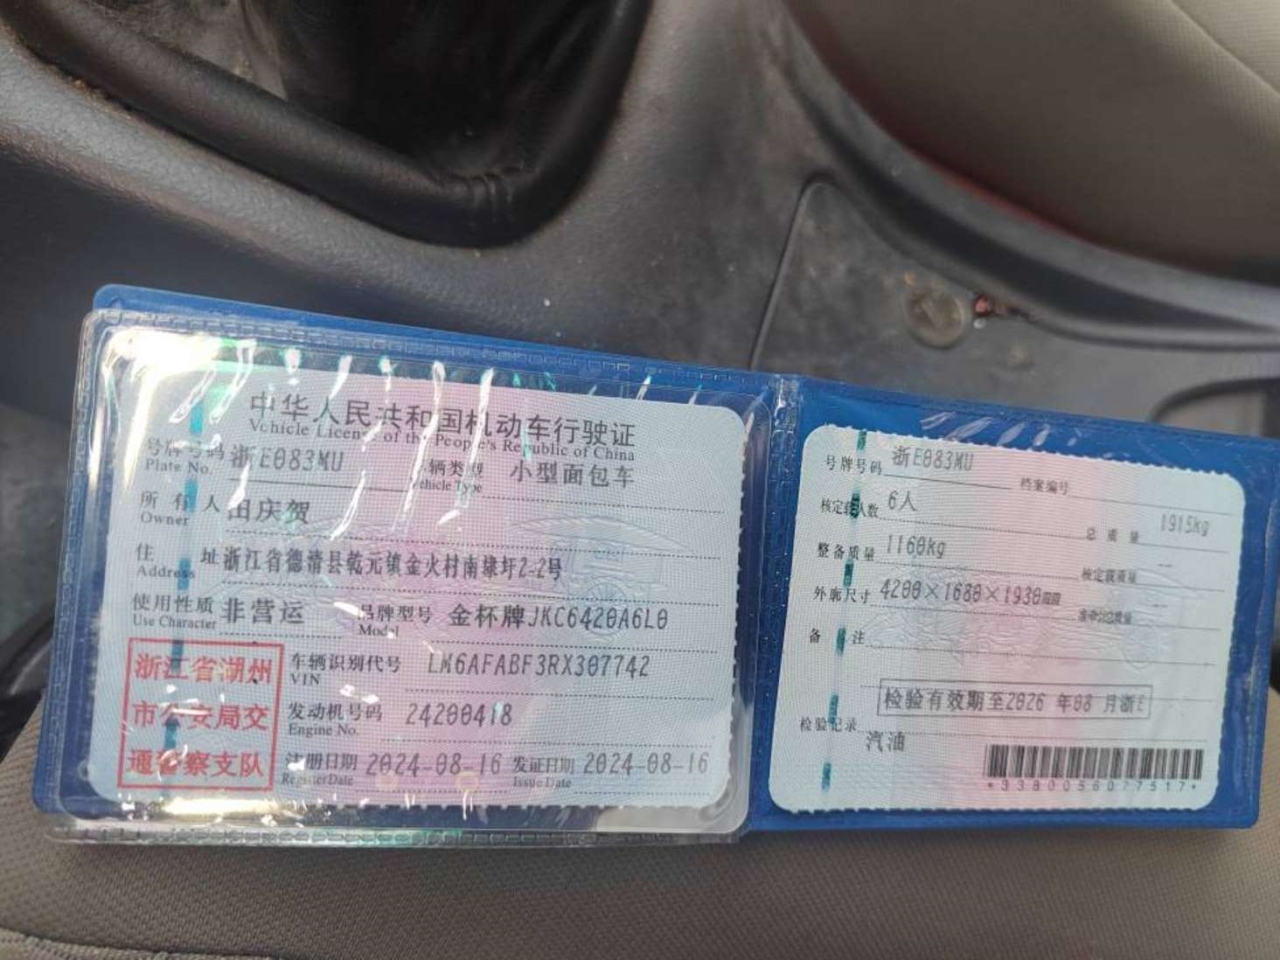 中华人民共和国机动车行驶证
Vehicle License of the People's Republic of China
号牌号码 浙E083MU 车辆类型 小型面包车
Plate No. Vehicle Type
所有人 田庆贺
Owner
住址 浙江省德清县乾元镇金火村南缘圩2-2号
Address
使用性质 非营运 品牌型号 金杯牌JKC6420A6L0
Use Character Model
浙江省湖州
市公安局交
通警察支队
车辆识别代号 LM6AFABF3RX307742
VIN
发动机号码 24200418
Engine No.
注册日期 2024-08-16 发证日期 2024-08-16
Register Date Issue Date
号牌号码 浙E083MU 档案编号
核定载人数 6人 总质量 1915kg
整备质量 1160kg 核定载质量 --
外廓尺寸 4200×1680×1930mm 准牵引总质量 --
备注
检验有效期至2026 年08 月浙E
检验记录
汽油
*3380056077517*